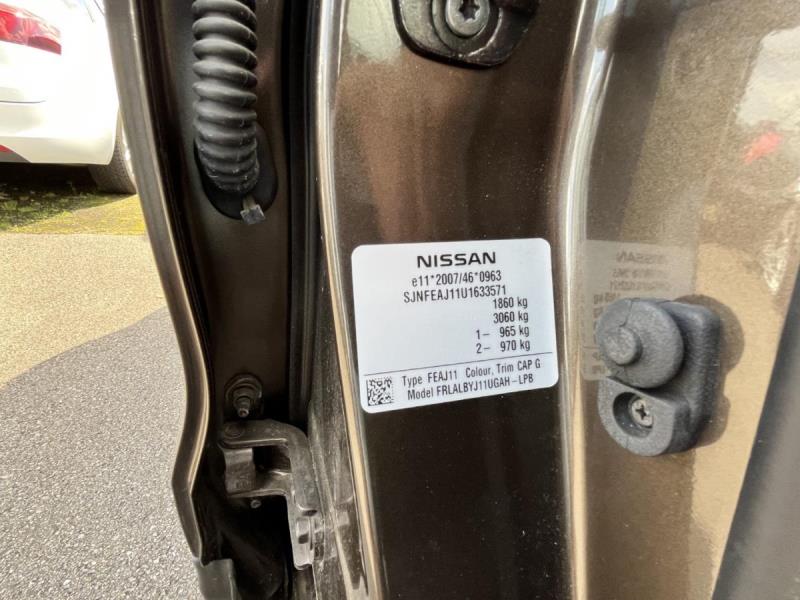 NISSAN
e11*2007/46*0963
SJNFEAJ11U1633571
1860 kg
3060 kg
1- 965 kg
2- 970 kg
Type FEAJ11 Colour, Trim CAP G
Model FRLALBYJ11UGAH-LPB